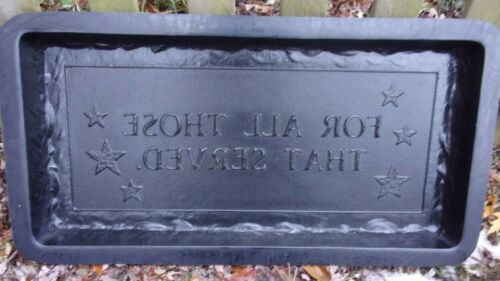 FOR ALL THOSE
THAT SERVED.